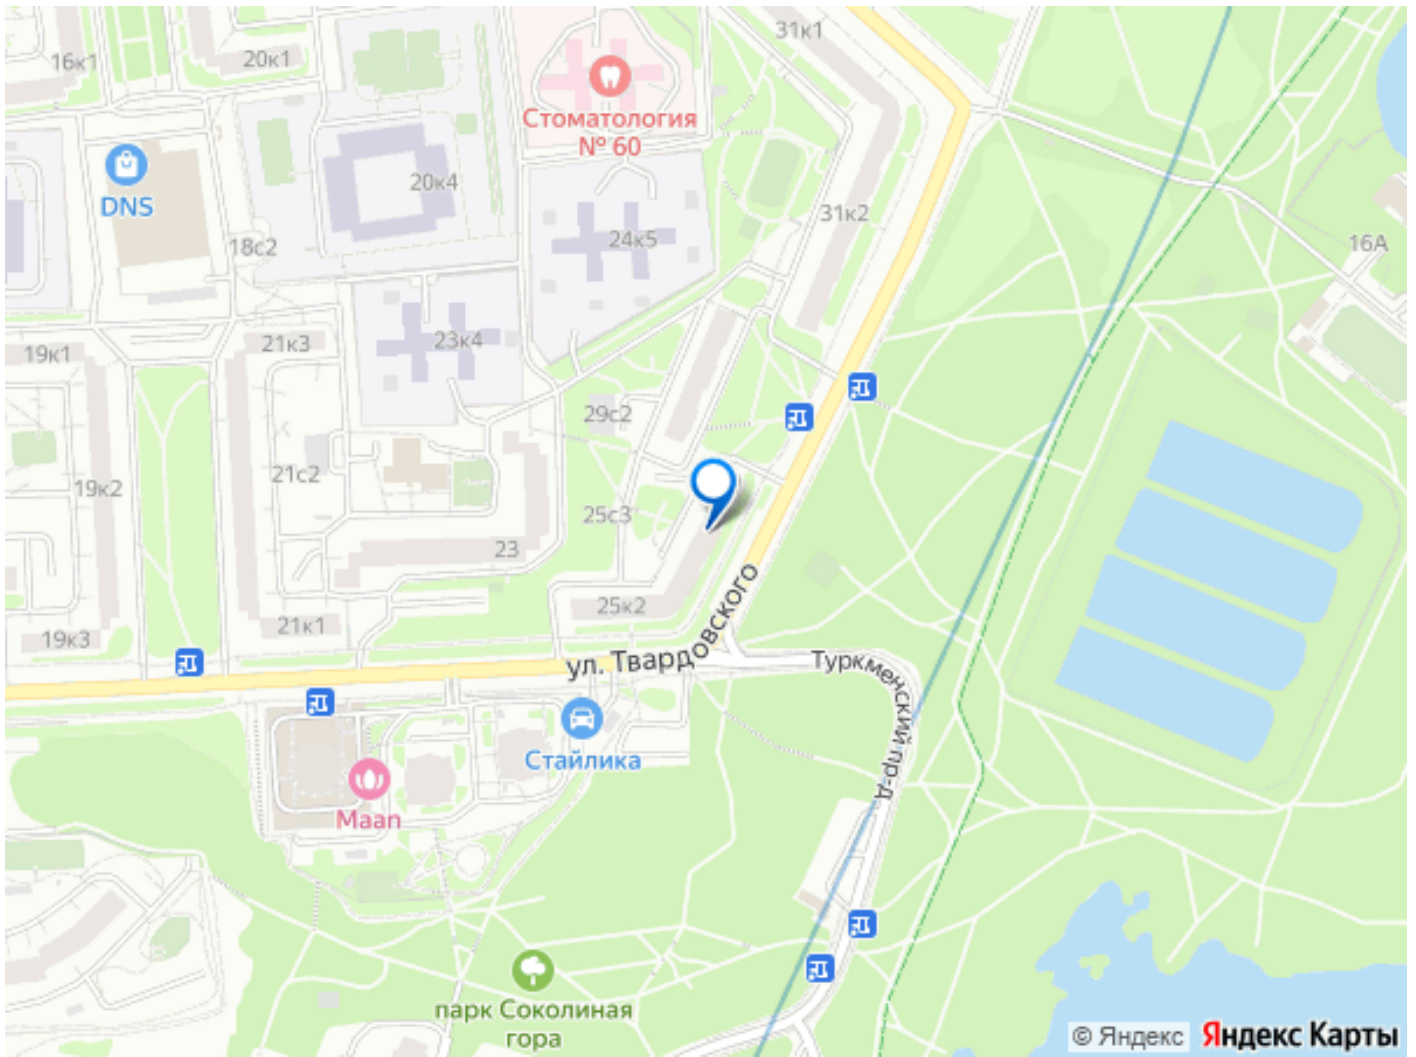 31к1
16к1
20к1
Стоматология
№ 60
DNS
20к4
18с2
24к5
31к2
16А
19к1
21к3
23к4
29с2
19к2
21с2
25с3
23
25к2
19к3
21к1
ул. Твардовского
Туркменский пр-д
Стайлика
Maan
парк Соколиная
гора
© Яндекс
Яндекс Карты